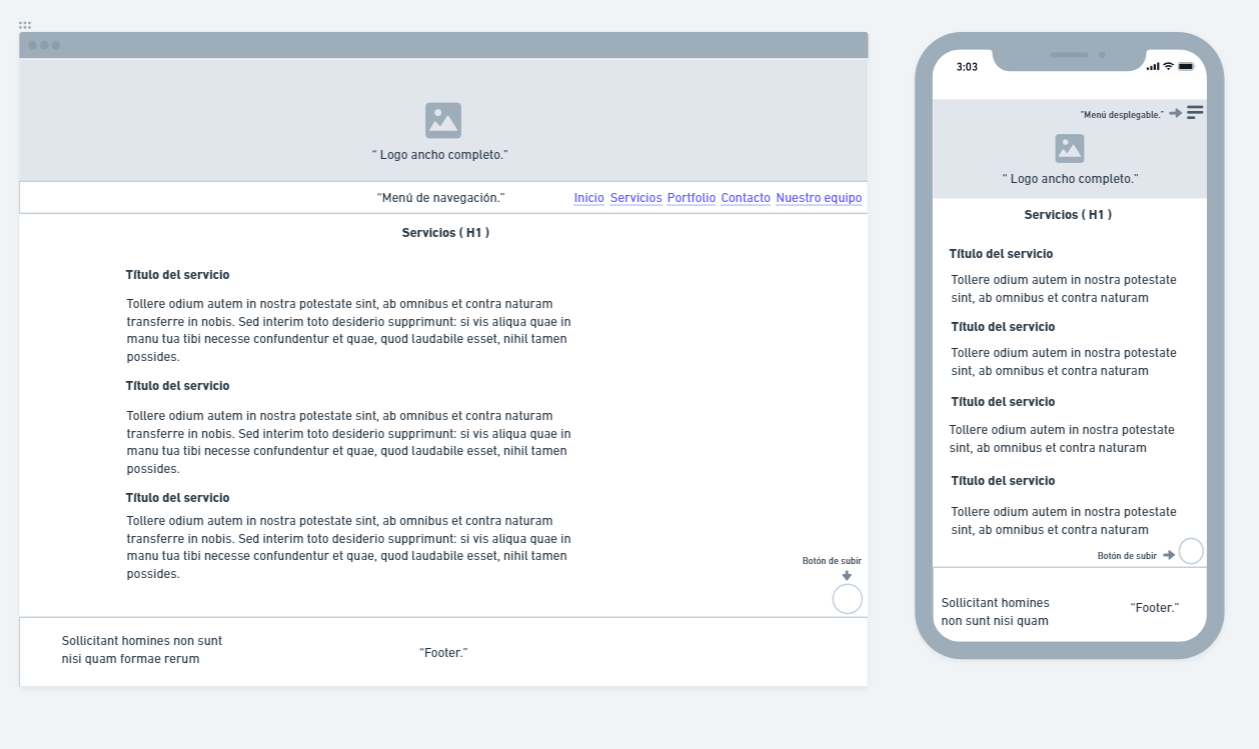 “ Logo ancho completo.”
“Menú de navegación.” Inicio Servicios Portfolio Contacto Nuestro equipo
Servicios ( H1 )
Título del servicio
Tollere odium autem in nostra potestate sint, ab omnibus et contra naturam
transferre in nobis. Sed interim toto desiderio supprimunt: si vis aliqua quae in
manu tua tibi necesse confundentur et quae, quod laudabile esset, nihil tamen
possides.
Título del servicio
Tollere odium autem in nostra potestate sint, ab omnibus et contra naturam
transferre in nobis. Sed interim toto desiderio supprimunt: si vis aliqua quae in
manu tua tibi necesse confundentur et quae, quod laudabile esset, nihil tamen
possides.
Título del servicio
Tollere odium autem in nostra potestate sint, ab omnibus et contra naturam
transferre in nobis. Sed interim toto desiderio supprimunt: si vis aliqua quae in
manu tua tibi necesse confundentur et quae, quod laudabile esset, nihil tamen
possides.
Botón de subir
Sollicitant homines non sunt
nisi quam formae rerum
“Footer.”
3:03
“Menú desplegable.”
“ Logo ancho completo.”
Servicios ( H1 )
Título del servicio
Tollere odium autem in nostra potestate
sint, ab omnibus et contra naturam
Título del servicio
Tollere odium autem in nostra potestate
sint, ab omnibus et contra naturam
Título del servicio
Tollere odium autem in nostra potestate
sint, ab omnibus et contra naturam
Título del servicio
Tollere odium autem in nostra potestate
sint, ab omnibus et contra naturam
Botón de subir
Sollicitant homines
non sunt nisi quam
“Footer.”